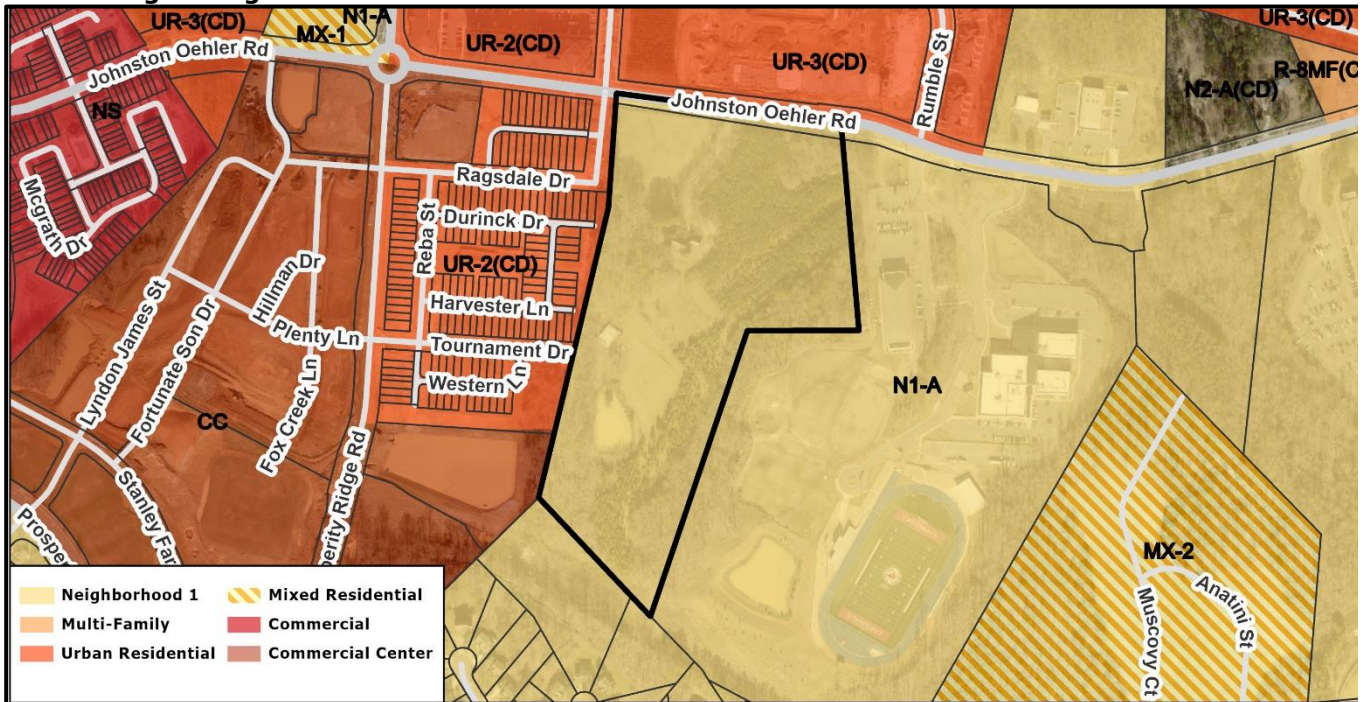 UR-3(CD)
N1-A
MX-1
UR-2(CD)
UR-3(CD)
UR-3(CD)
Johnston Oehler Rd
Rumble St
Johnston Oehler Rd
N2-A(CD)
NS
Mcgrath Dr
Ragsdale Dr
Durinck Dr
Reba St
UR-2(CD)
Harvester Ln
Hillman Dr
Lyndon James St
Fortunate Son Dr
Plenty Ln
Tournament Dr
Western Ln
Fox Creek Ln
CC
N1-A
MX-2
Anatini St
Muscovy Ct
Neighborhood 1
Mixed Residential
Multi-Family
Commercial
Urban Residential
Commercial Center